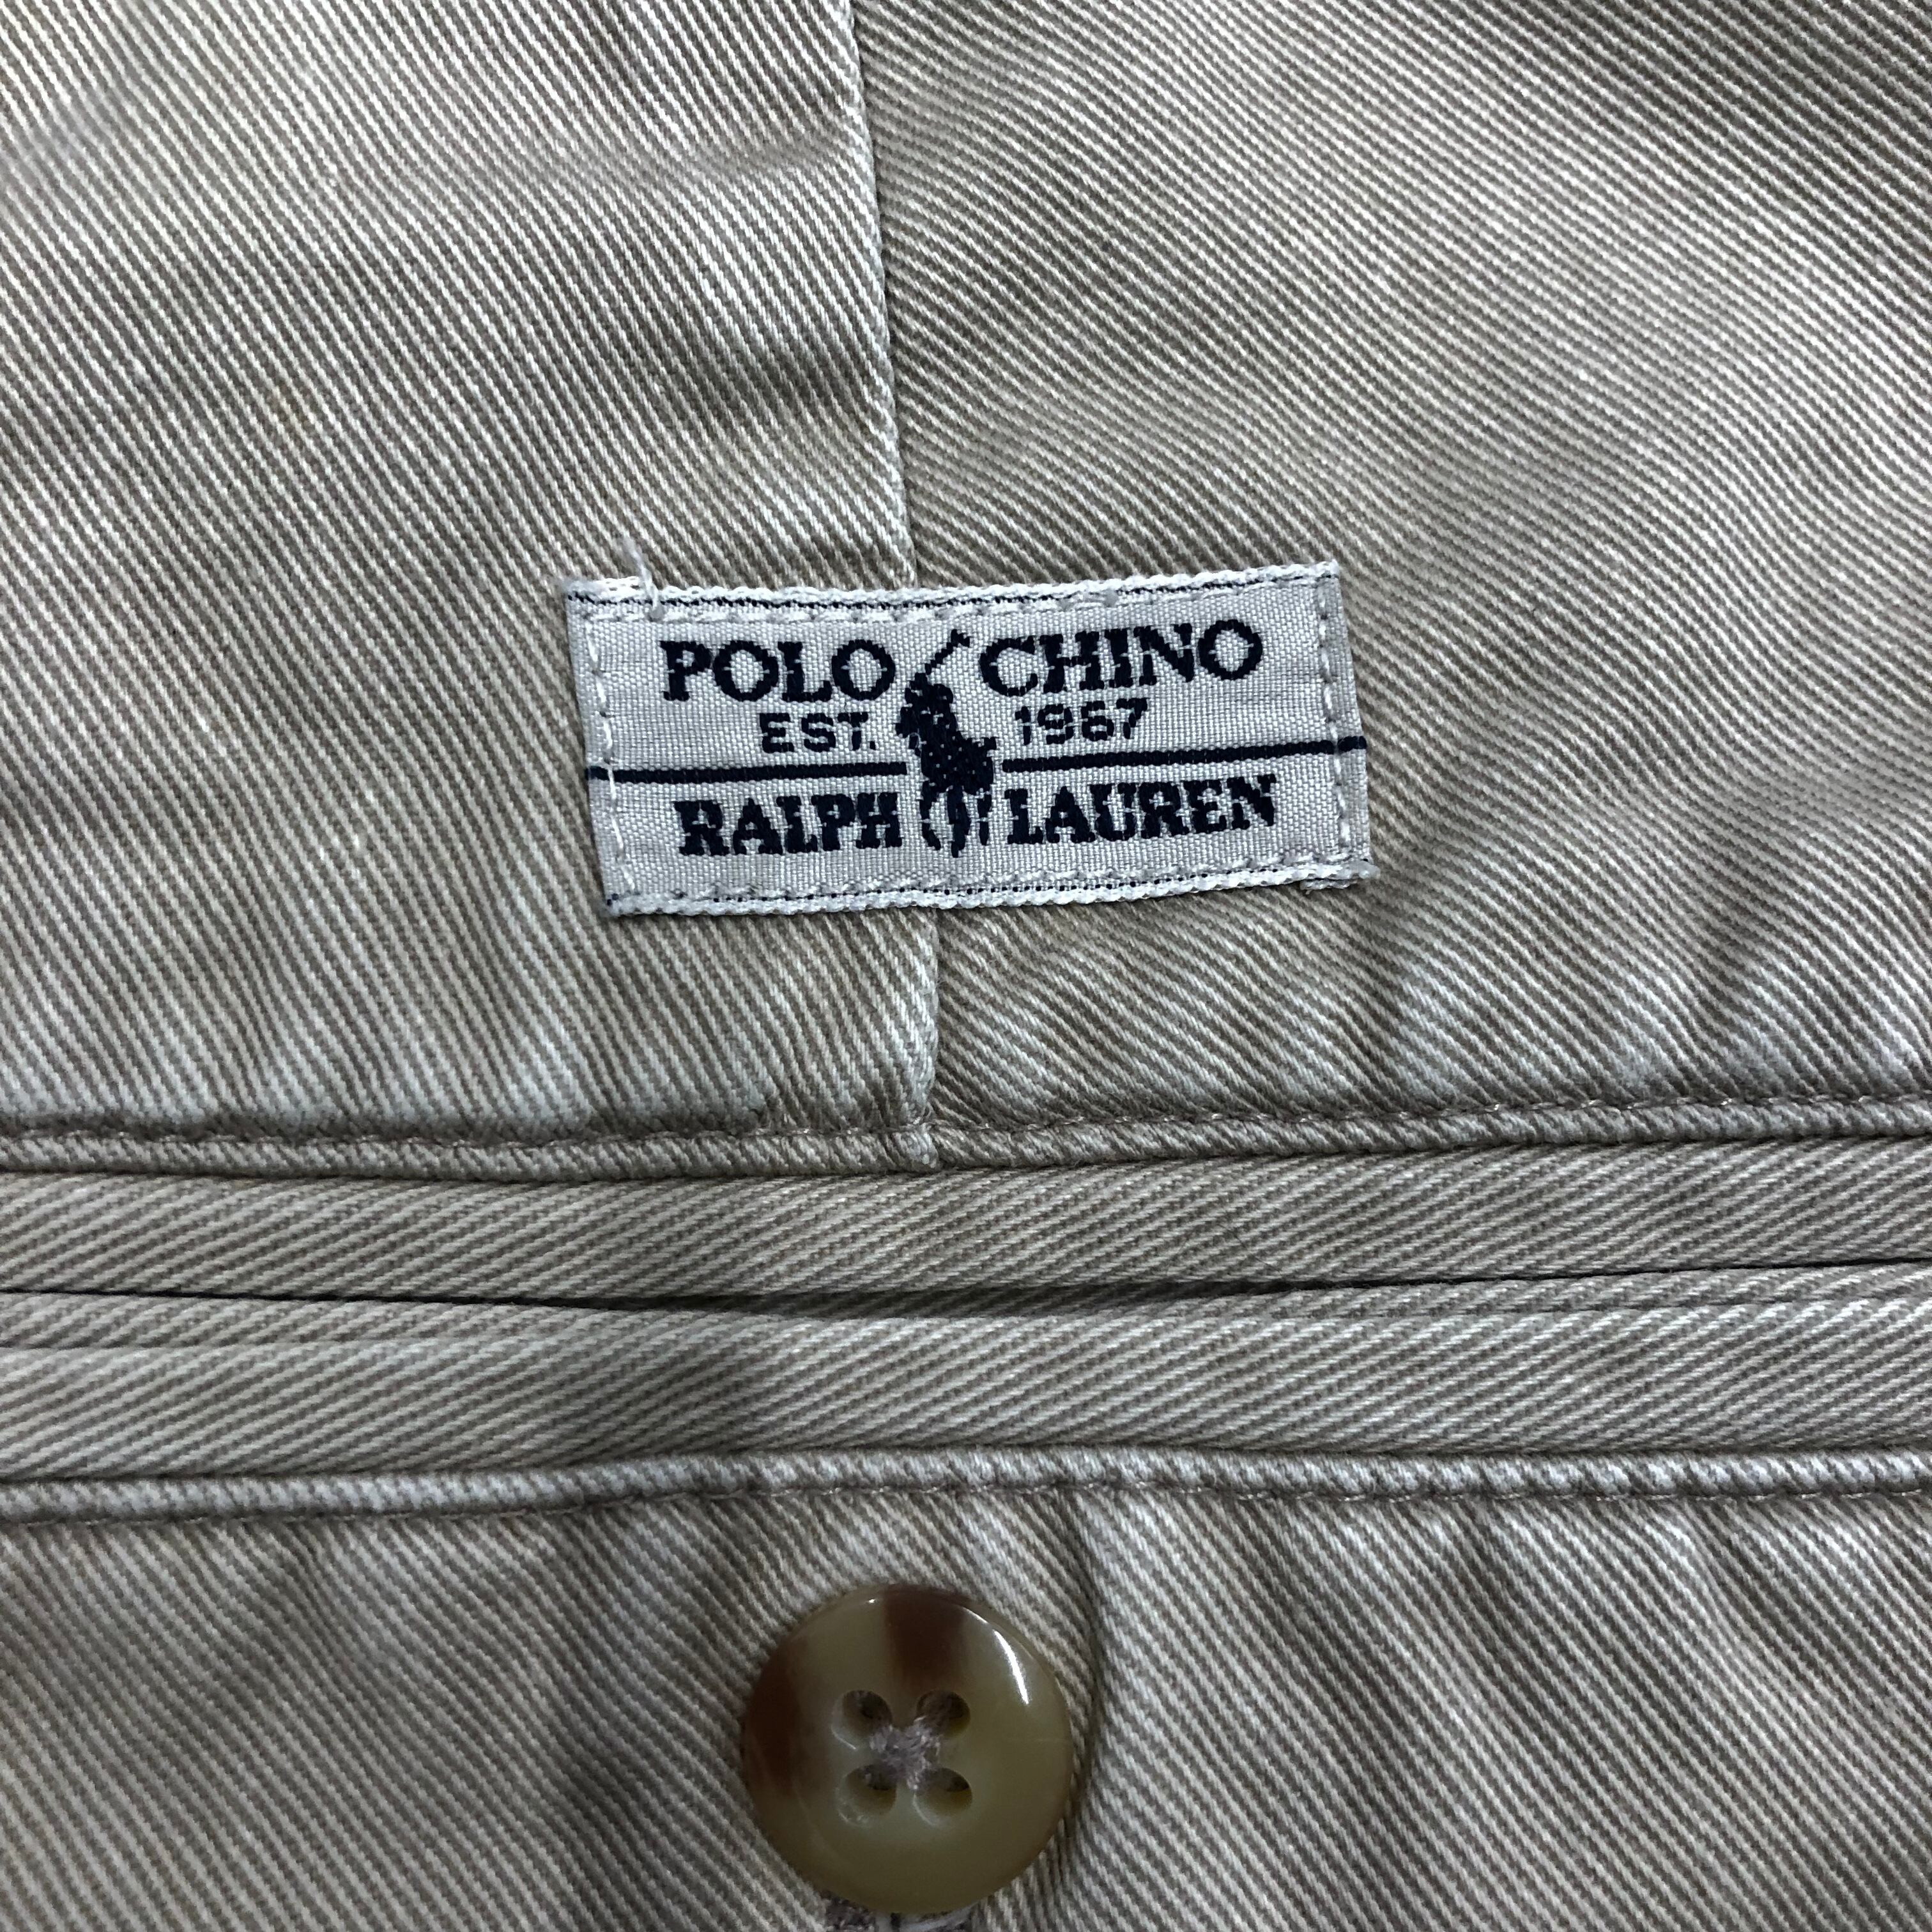 POLO CHINO
EST. 1967
RALPH LAUREN